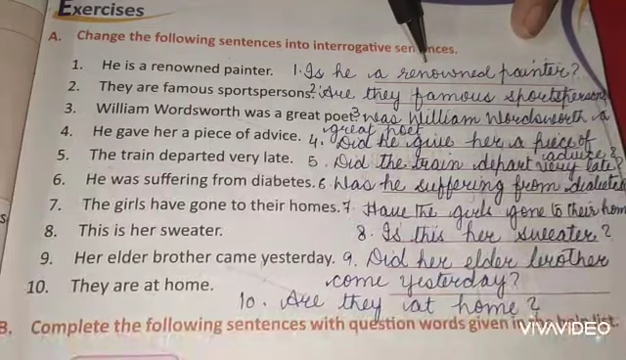 Exercises
A. Change the following sentences into interrogative sentences.
1. He is a renowned painter. 1. Is he a renowned painter?
2. They are famous sportspersons. 2. Are they famous sportsperson
3. William Wordsworth was a great poet. 3 Was William Wordsworth a
great poet
4. He gave her a piece of advice. 4. Did he give her a piece of
advice?
5. The train departed very late. 5. Did the train depart very late?
6. He was suffering from diabetes. 6 Was he suffering from diabetes
7. The girls have gone to their homes. 7. Have the girls gone to their hom
8. This is her sweater. 8. Is this her sweater?
9. Her elder brother came yesterday. 9. Did her elder brother
come yesterday?
10. They are at home.
10. Are they at home?
B. Complete the following sentences with question words given in the help list.
VIVAVIDEO